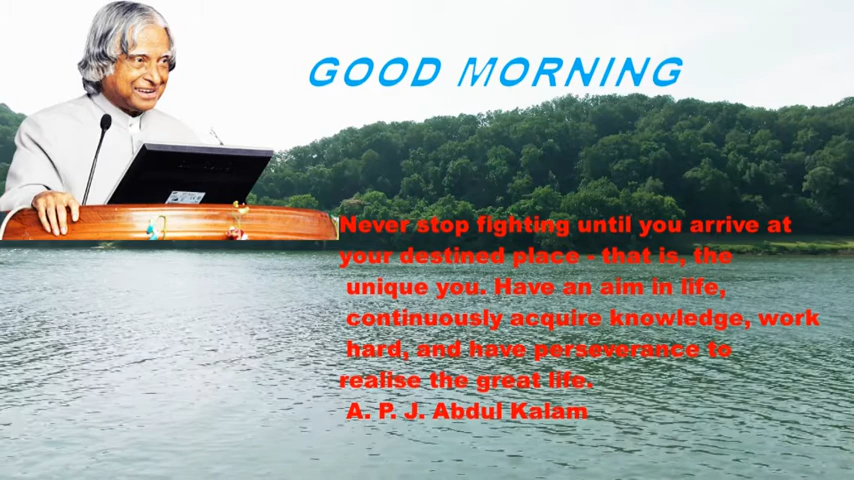 GOOD MORNING
Never stop fighting until you arrive at
your destined place - that is, the
unique you. Have an aim in life,
continuously acquire knowledge, work
hard, and have perseverance to
realise the great life.
A. P. J. Abdul Kalam